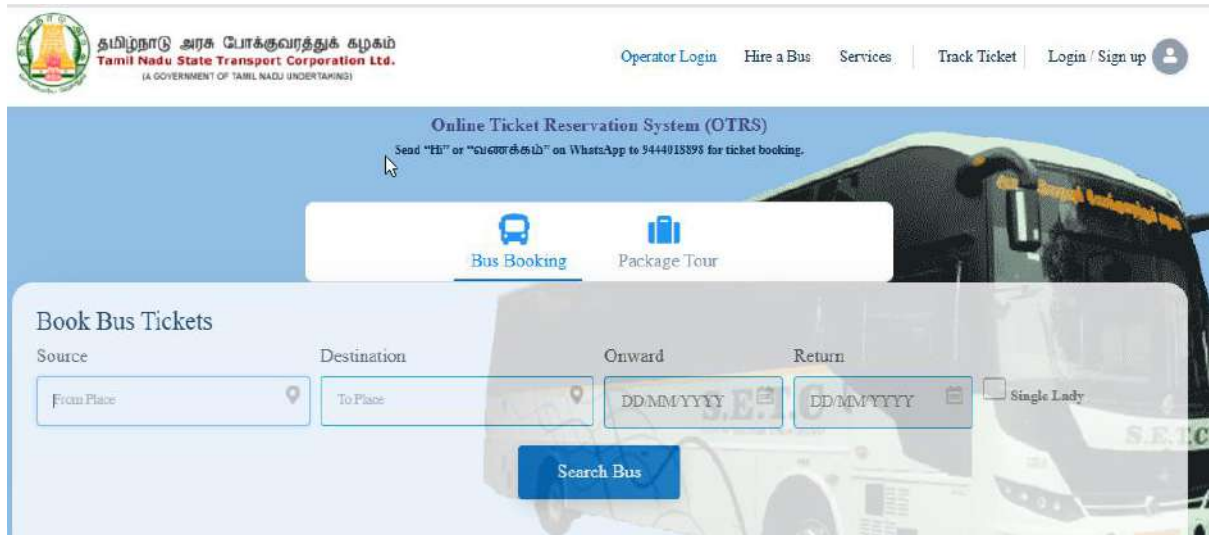 தமிழ்நாடு அரசு போக்குவரத்துக் கழகம்
Tamil Nadu State Transport Corporation Ltd.
(A GOVERNMENT OF TAMIL NADU UNDERTAKING)
Operator Login Hire a Bus Services Track Ticket Login / Sign up
Online Ticket Reservation System (OTRS)
Send "Hi" or "வணக்கம்" on WhatsApp to 9444018898 for ticket booking.
Bus Booking Package Tour
Book Bus Tickets
Source Destination Onward Return
From Place To Place DD/MM/YYYY DD/MM/YYYY Single Lady
S.E.T.C
S.E.T.C
Search Bus